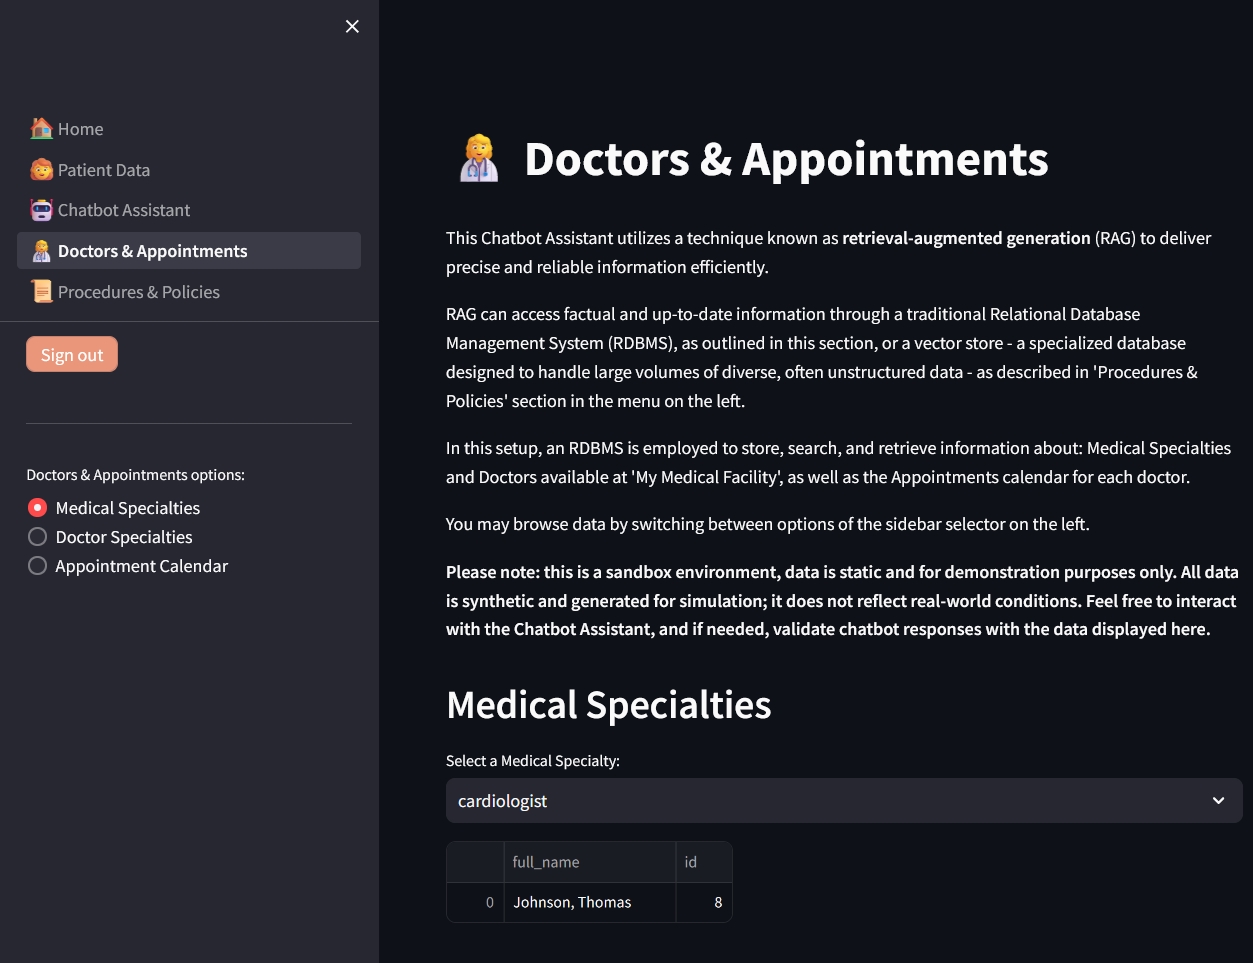 Home
Patient Data
Chatbot Assistant
Doctors & Appointments
Procedures & Policies
Sign out
Doctors & Appointments options:
Medical Specialties
Doctor Specialties
Appointment Calendar
Doctors & Appointments
This Chatbot Assistant utilizes a technique known as retrieval-augmented generation (RAG) to deliver
precise and reliable information efficiently.
RAG can access factual and up-to-date information through a traditional Relational Database
Management System (RDBMS), as outlined in this section, or a vector store - a specialized database
designed to handle large volumes of diverse, often unstructured data - as described in 'Procedures &
Policies' section in the menu on the left.
In this setup, an RDBMS is employed to store, search, and retrieve information about: Medical Specialties
and Doctors available at 'My Medical Facility', as well as the Appointments calendar for each doctor.
You may browse data by switching between options of the sidebar selector on the left.
Please note: this is a sandbox environment, data is static and for demonstration purposes only. All data
is synthetic and generated for simulation; it does not reflect real-world conditions. Feel free to interact
with the Chatbot Assistant, and if needed, validate chatbot responses with the data displayed here.
Medical Specialties
Select a Medical Specialty:
cardiologist
full_name id
0 Johnson, Thomas 8